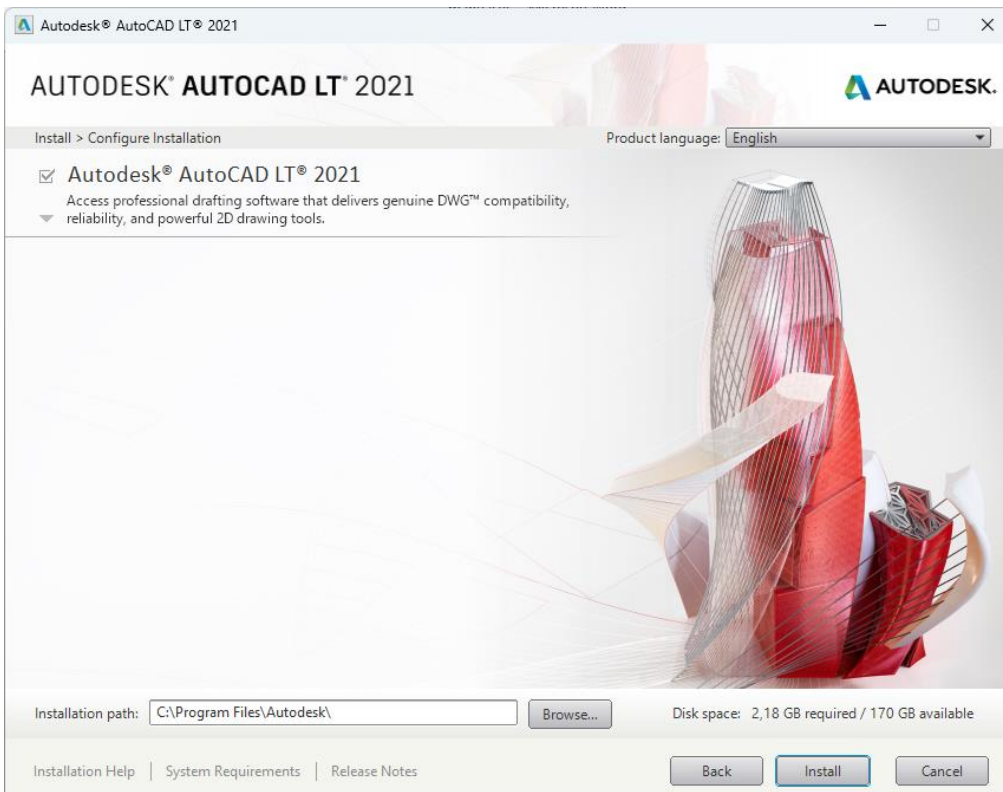 Autodesk® AutoCAD LT® 2021
AUTODESK® AUTOCAD LT® 2021
AUTODESK.
Install > Configure Installation
Product language: English
Autodesk® AutoCAD LT® 2021
Access professional drafting software that delivers genuine DWG™ compatibility,
reliability, and powerful 2D drawing tools.
Installation path: C:\Program Files\Autodesk\ Browse... Disk space: 2,18 GB required / 170 GB available
Installation Help | System Requirements | Release Notes Back Install Cancel